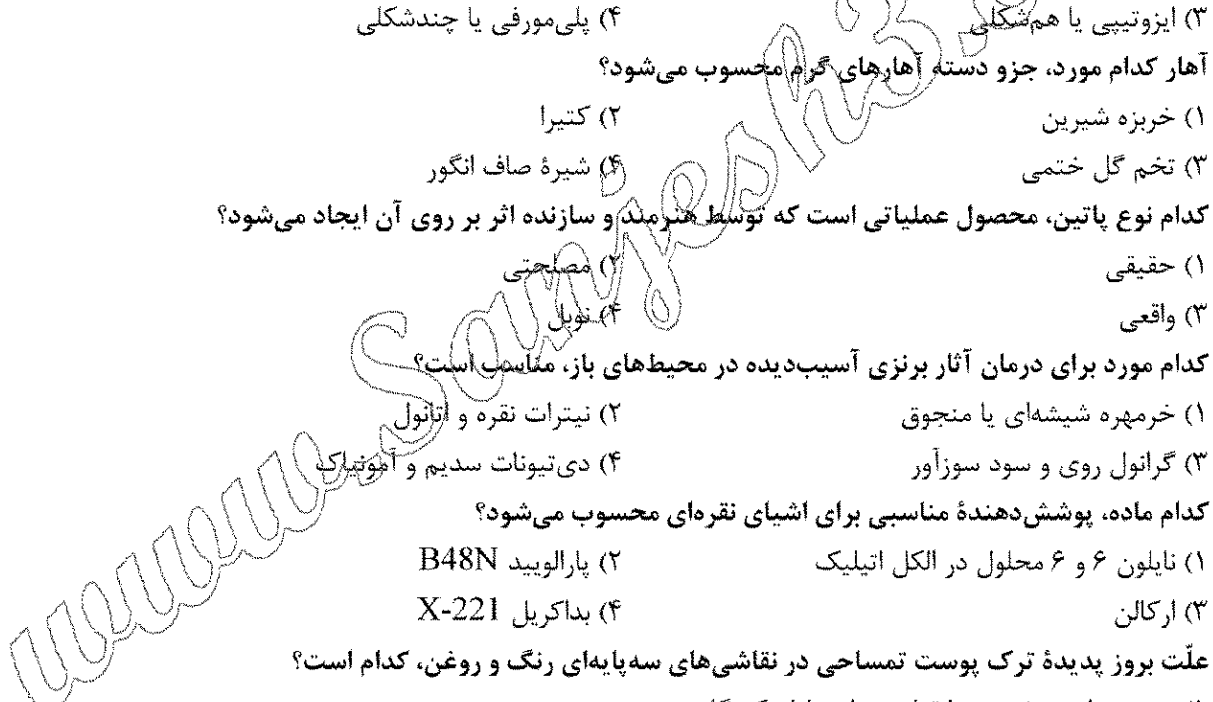 ۳) ایزوتیپی یا هم‌شکلی ۴) پلی‌مورفی یا چندشکلی
آهار کدام مورد، جزو دسته آهارهای گرم محسوب می‌شود؟
۱) خربزه شیرین ۲) کتیرا
۳) تخم گل ختمی ۴) شیرهٔ صاف انگور
کدام نوع پاتین، محصول عملیاتی است که توسط هنرمند و سازنده اثر بر روی آن ایجاد می‌شود؟
۱) حقیقی ۲) مصلحتی
۳) واقعی ۴) نوبل
کدام مورد برای درمان آثار برنزی آسیب‌دیده در محیط‌های باز، مناسب است؟
۱) خرمهره شیشه‌ای یا منجوق ۲) نیترات نقره و اتانول
۳) گرانول روی و سود سوزآور ۴) دی‌تیونات سدیم و آمونیاک
کدام ماده، پوشش‌دهندهٔ مناسبی برای اشیای نقره‌ای محسوب می‌شود؟
۱) نایلون ۶ و ۶ محلول در الکل اتیلیک ۲) پارالویید B48N
۳) ارکالن ۴) بداکریل X-221
علّت بروز پدیدهٔ ترک پوست تمساحی در نقاشی‌های سه‌پایه‌ای رنگ و روغن، کدام است؟